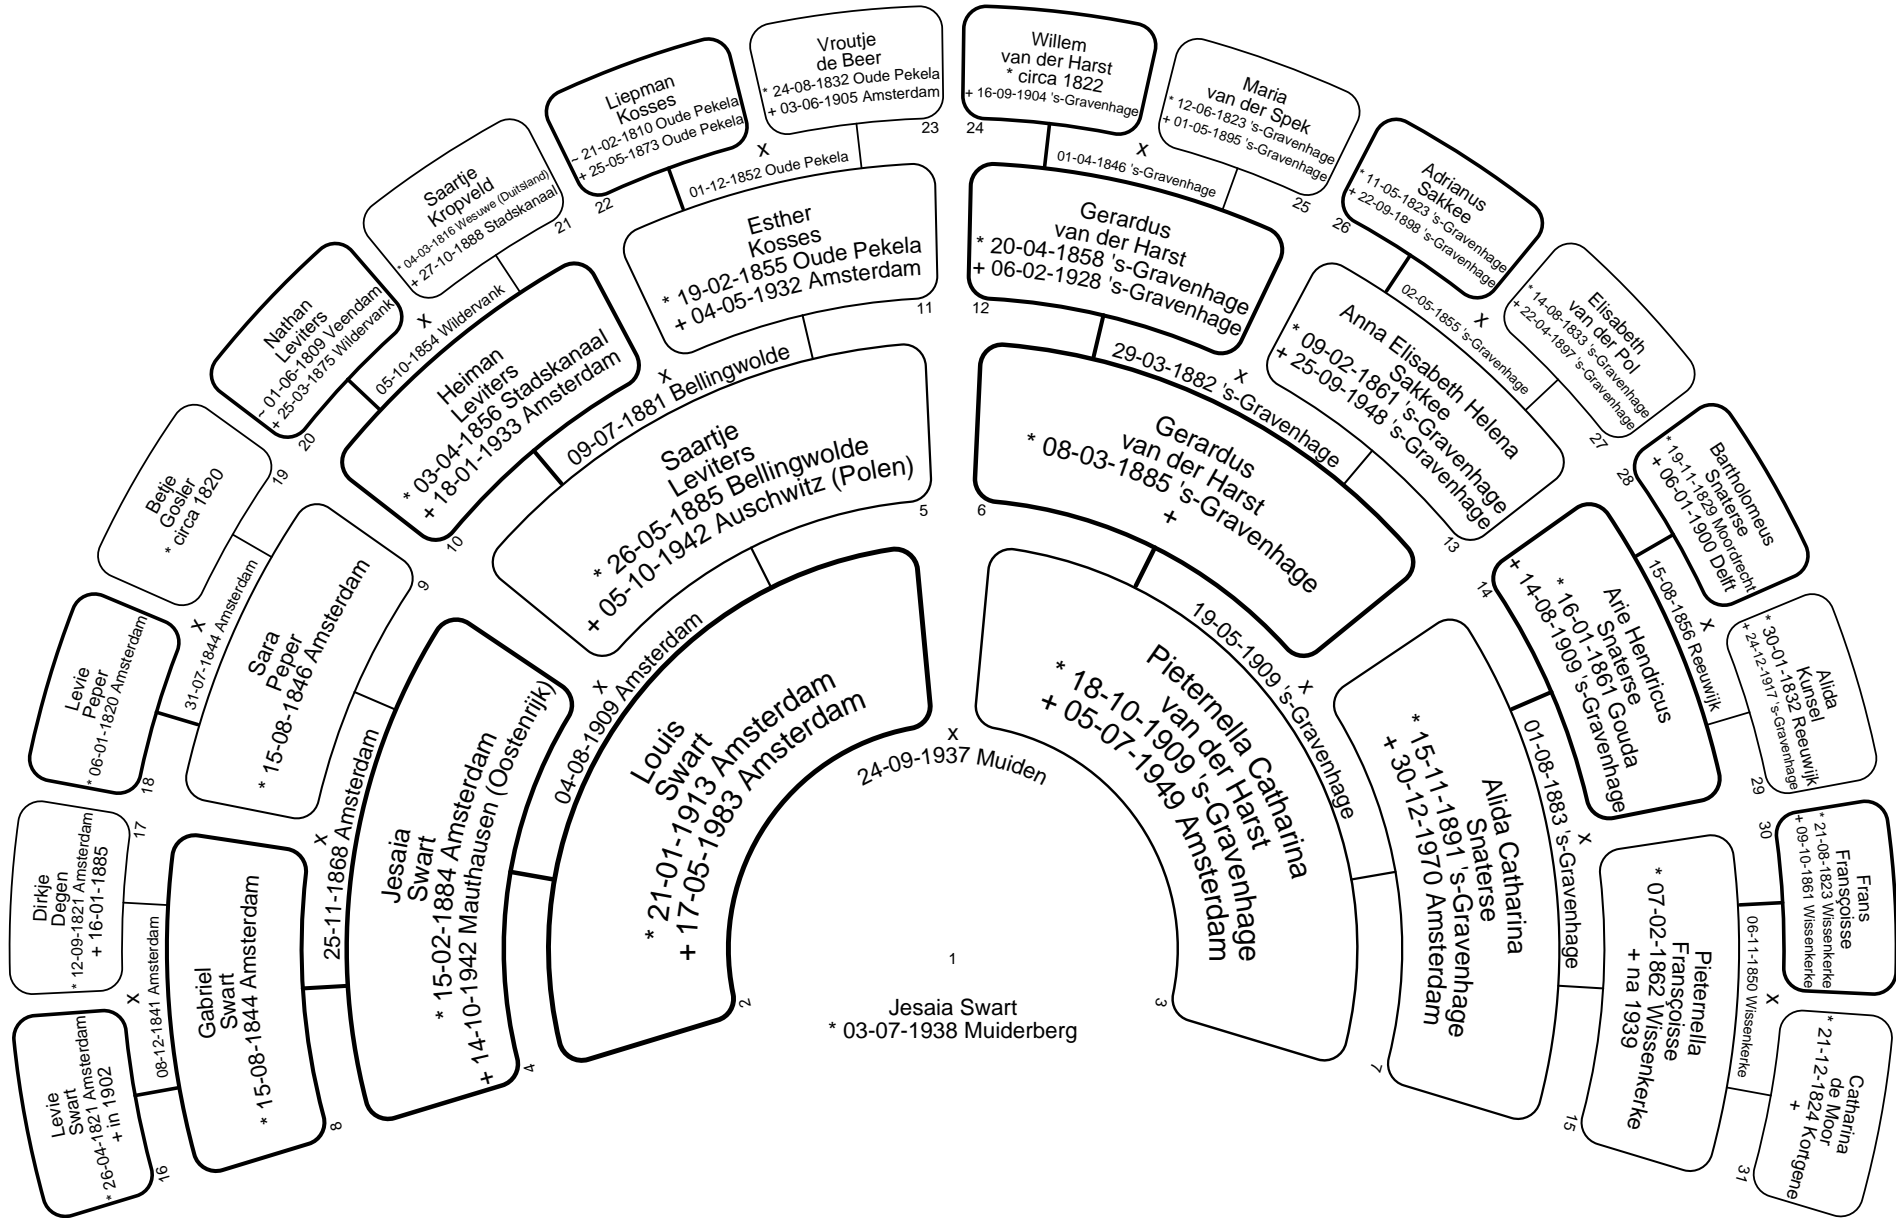 1
Jesaia Swart
* 03-07-1938 Muiderberg
Louis
Swart
* 21-01-1913 Amsterdam
+ 17-05-1983 Amsterdam
2
x
24-09-1937 Muiden
Pieternella Catharina
van der Harst
* 18-10-1909 's-Gravenhage
+ 05-07-1949 Amsterdam
3
Jesaia
Swart
* 15-02-1884 Amsterdam
+ 14-10-1942 Mauthausen (Oostenrijk)
4
x
04-08-1909 Amsterdam
Saartje
Leviters
* 26-05-1885 Bellingwolde
+ 05-10-1942 Auschwitz (Polen)
5
Gerardus
van der Harst
* 08-03-1885 's-Gravenhage
+
6
x
19-05-1909 's-Gravenhage
Alida Catharina
Snaterse
* 15-11-1891 's-Gravenhage
+ 30-12-1970 Amsterdam
7
Gabriel
Swart
* 15-08-1844 Amsterdam
8
x
25-11-1868 Amsterdam
Sara
Peper
* 15-08-1846 Amsterdam
9
Heiman
Leviters
* 03-04-1856 Stadskanaal
+ 18-01-1933 Amsterdam
10
x
09-07-1881 Bellingwolde
Esther
Kosses
* 19-02-1855 Oude Pekela
+ 04-05-1932 Amsterdam
11
Gerardus
van der Harst
* 20-04-1858 's-Gravenhage
+ 06-02-1928 's-Gravenhage
12
x
29-03-1882 's-Gravenhage
Anna Elisabeth Helena
Sakkee
* 09-02-1861 's-Gravenhage
+ 25-09-1948 's-Gravenhage
13
Arie Hendricus
Snaterse
* 16-01-1861 Gouda
+ 14-08-1909 's-Gravenhage
14
x
01-08-1883 's-Gravenhage
Pieternella
Fransçoisse
* 07-02-1862 Wissenkerke
+ na 1939
15
Levie
Swart
* 26-04-1821 Amsterdam
+ in 1902
16
x
08-12-1841 Amsterdam
Dirkje
Degen
* 12-09-1821 Amsterdam
+ 16-01-1885
17
Levie
Peper
* 06-01-1820 Amsterdam
18
x
31-07-1844 Amsterdam
Betje
Gosler
* circa 1820
19
Nathan
Leviters
~ 01-06-1809 Veendam
+ 25-03-1875 Wildervank
20
x
05-10-1854 Wildervank
Saartje
Kropveld
* 04-03-1816 Wesuwe (Duitsland)
+ 27-10-1888 Stadskanaal
21
Liepman
Kosses
~ 21-02-1810 Oude Pekela
+ 25-05-1873 Oude Pekela
22
x
01-12-1852 Oude Pekela
Vroutje
de Beer
* 24-08-1832 Oude Pekela
+ 03-06-1905 Amsterdam
23
Willem
van der Harst
* circa 1822
+ 16-09-1904 's-Gravenhage
24
x
01-04-1846 's-Gravenhage
Maria
van der Spek
* 12-06-1823 's-Gravenhage
+ 01-05-1895 's-Gravenhage
25
Adrianus
Sakkee
* 11-05-1823 's-Gravenhage
+ 22-09-1898 's-Gravenhage
26
x
02-05-1855 's-Gravenhage
Elisabeth
van der Pol
* 14-08-1833 's-Gravenhage
+ 22-04-1897 's-Gravenhage
27
Bartholomeus
Snaterse
* 19-11-1829 Moordrecht
+ 06-01-1900 Delft
28
x
15-08-1856 Reeuwijk
Alida
Kunsel
* 30-01-1832 Reeuwijk
+ 24-12-1917 's-Gravenhage
29
Frans
Fransçoisse
* 21-08-1823 Wissenkerke
+ 09-10-1861 Wissenkerke
30
x
06-11-1850 Wissenkerke
Catharina
de Moor
* 21-12-1824 Kortgene
+
31